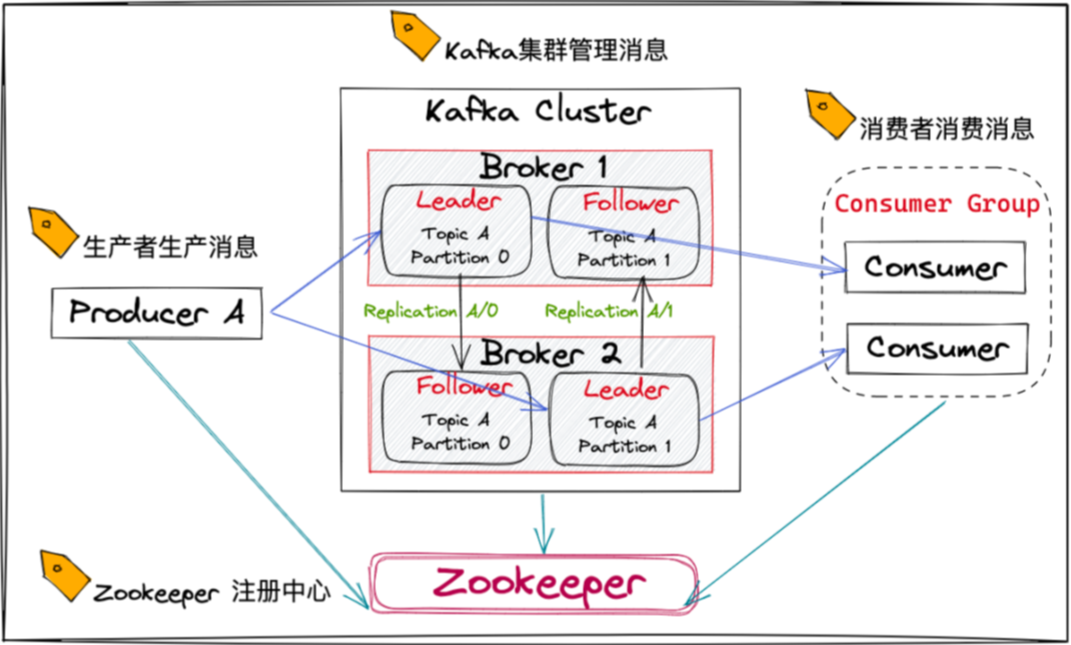 Kafka集群管理消息
Kafka Cluster
消费者消费消息
Broker 1
Leader
Topic A
Partition 0
Follower
Topic A
Partition 1
Consumer Group
Consumer
Consumer
生产者生产消息
Producer A
Replication A/0
Replication A/1
Broker 2
Follower
Topic A
Partition 0
Leader
Topic A
Partition 1
Zookeeper
Zookeeper 注册中心